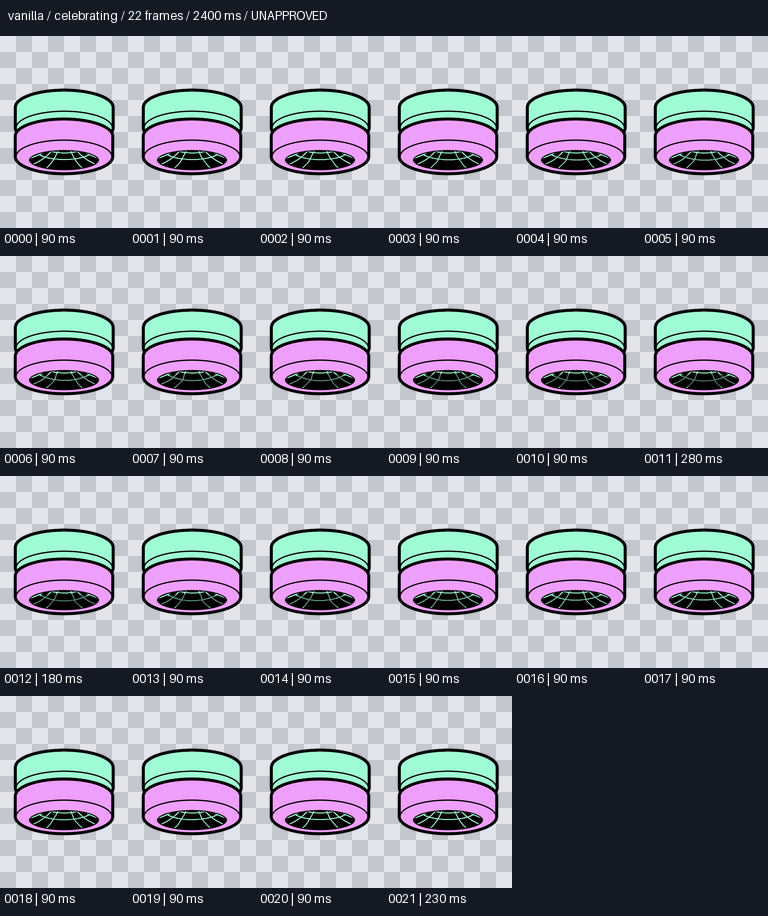 vanilla / celebrating / 22 frames / 2400 ms / UNAPPROVED
0000 | 90 ms 0001 | 90 ms 0002 | 90 ms 0003 | 90 ms 0004 | 90 ms 0005 | 90 ms
0006 | 90 ms 0007 | 90 ms 0008 | 90 ms 0009 | 90 ms 0010 | 90 ms 0011 | 280 ms
0012 | 180 ms 0013 | 90 ms 0014 | 90 ms 0015 | 90 ms 0016 | 90 ms 0017 | 90 ms
0018 | 90 ms 0019 | 90 ms 0020 | 90 ms 0021 | 230 ms